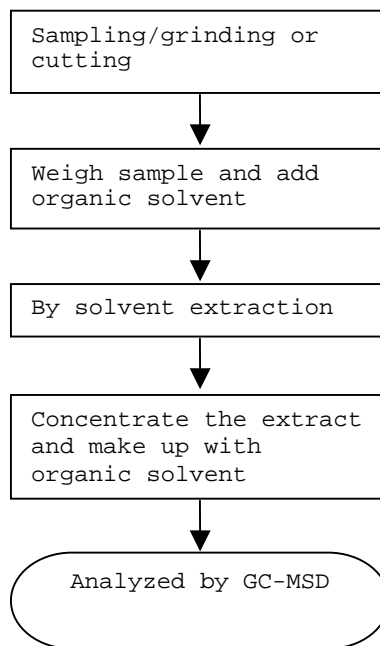 Sampling/grinding or
cutting
Weigh sample and add
organic solvent
By solvent extraction
Concentrate the extract
and make up with
organic solvent
Analyzed by GC-MSD